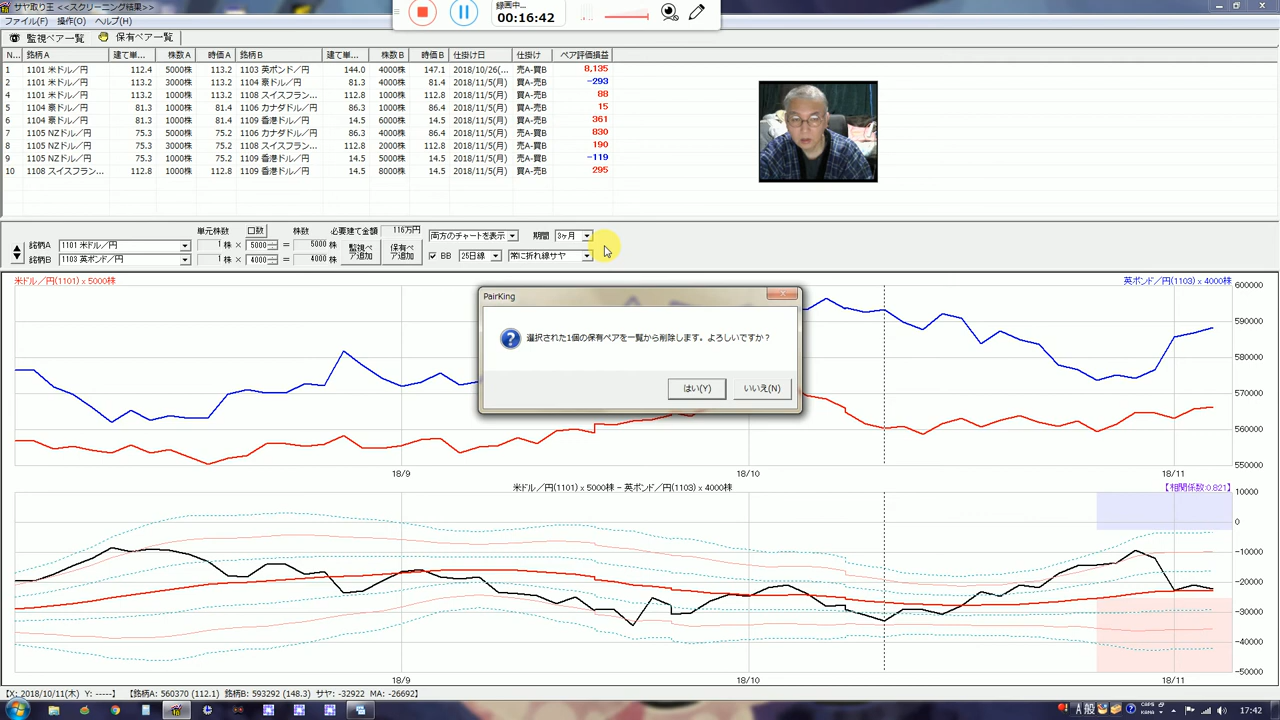 サヤ取り王 <<スクリーニング結果>>
録画中...
00:16:42
ファイル(F) 操作(O) ヘルプ(H)
監視ペア一覧 保有ペア一覧
N... 銘柄A 建て単... 株数A 時価A 銘柄B 建て単... 株数B 時価B 仕掛け日 仕掛け ペア評価損益
1 1101 米ドル／円 112.4 5000株 113.2 1103 英ポンド／円 144.0 4000株 147.1 2018/10/26(... 売A-買B 8,135
2 1101 米ドル／円 112.4 3000株 113.2 1104 豪ドル／円 81.3 4000株 81.4 2018/11/5(月) 買A-売B -293
4 1101 米ドル／円 113.2 1000株 113.2 1108 スイスフラン... 112.8 1000株 112.8 2018/11/5(月) 買A-売B 88
5 1104 豪ドル／円 81.3 1000株 81.4 1106 カナダドル／円 86.3 1000株 86.4 2018/11/5(月) 売A-買B 15
6 1104 豪ドル／円 81.3 1000株 81.4 1109 香港ドル／円 14.5 6000株 14.5 2018/11/5(月) 売A-買B 361
7 1105 NZドル／円 75.3 5000株 75.2 1106 カナダドル／円 86.3 4000株 86.4 2018/11/5(月) 売A-買B 830
8 1105 NZドル／円 75.3 3000株 75.2 1108 スイスフラン... 112.8 2000株 112.8 2018/11/5(月) 売A-買B 190
9 1105 NZドル／円 75.3 1000株 75.2 1109 香港ドル／円 14.5 5000株 14.5 2018/11/5(月) 買A-売B -119
10 1108 スイスフラン... 112.8 1000株 112.8 1109 香港ドル／円 14.5 8000株 14.5 2018/11/5(月) 買A-売B 295
単元株数 口数 株数 必要建て金額 116万円
両方のチャートを表示 期間 3ヶ月
銘柄A 1101 米ドル／円 1 株 × 5000 = 5000 株
監視ペア追加 保有ペア追加
BB 25日線 常に折れ線サヤ
銘柄B 1103 英ポンド／円 1 株 × 4000 = 4000 株
米ドル／円(1101) x 5000株
英ポンド／円(1103) x 4000株
600000
590000
580000
570000
560000
550000
PairKing
選択された1個の保有ペアを一覧から削除します。よろしいですか？
はい(Y) いいえ(N)
18/9 18/10 18/11
米ドル／円(1101) x 5000株 - 英ポンド／円(1103) x 4000株
【相関係数:0.821】
10000
0
-10000
-20000
-30000
-40000
-50000
18/9 18/10 18/11
【X: 2018/10/11(木) Y: -----】 【銘柄A: 560370 (112.1) 銘柄B: 593292 (148.3) サヤ: -32922 MA: -26692】
A 般 CAPS KANA 17:42